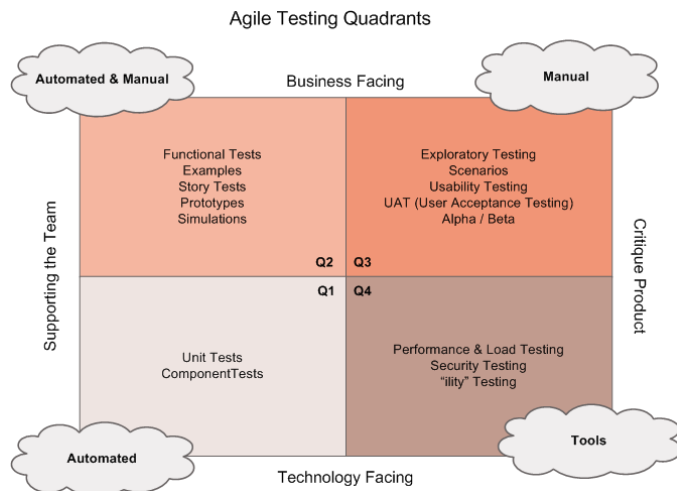 Agile Testing Quadrants
Automated & Manual
Business Facing
Manual
Functional Tests
Examples
Story Tests
Prototypes
Simulations
Exploratory Testing
Scenarios
Usability Testing
UAT (User Acceptance Testing)
Alpha / Beta
Supporting the Team
Critique Product
Q2
Q3
Q1
Q4
Unit Tests
ComponentTests
Performance & Load Testing
Security Testing
“ility” Testing
Automated
Technology Facing
Tools